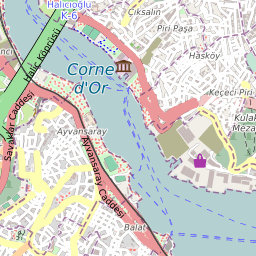 Halıcıoğlu
K-6
Çıksalın
Piri Paşa
Haliç Köprüsü
Hasköy
Corne
d'Or
Keçeci Piri
Savaklar Caddesi
Kulak
Meza
Ayvansaray
Ayvansaray Caddesi
Balat